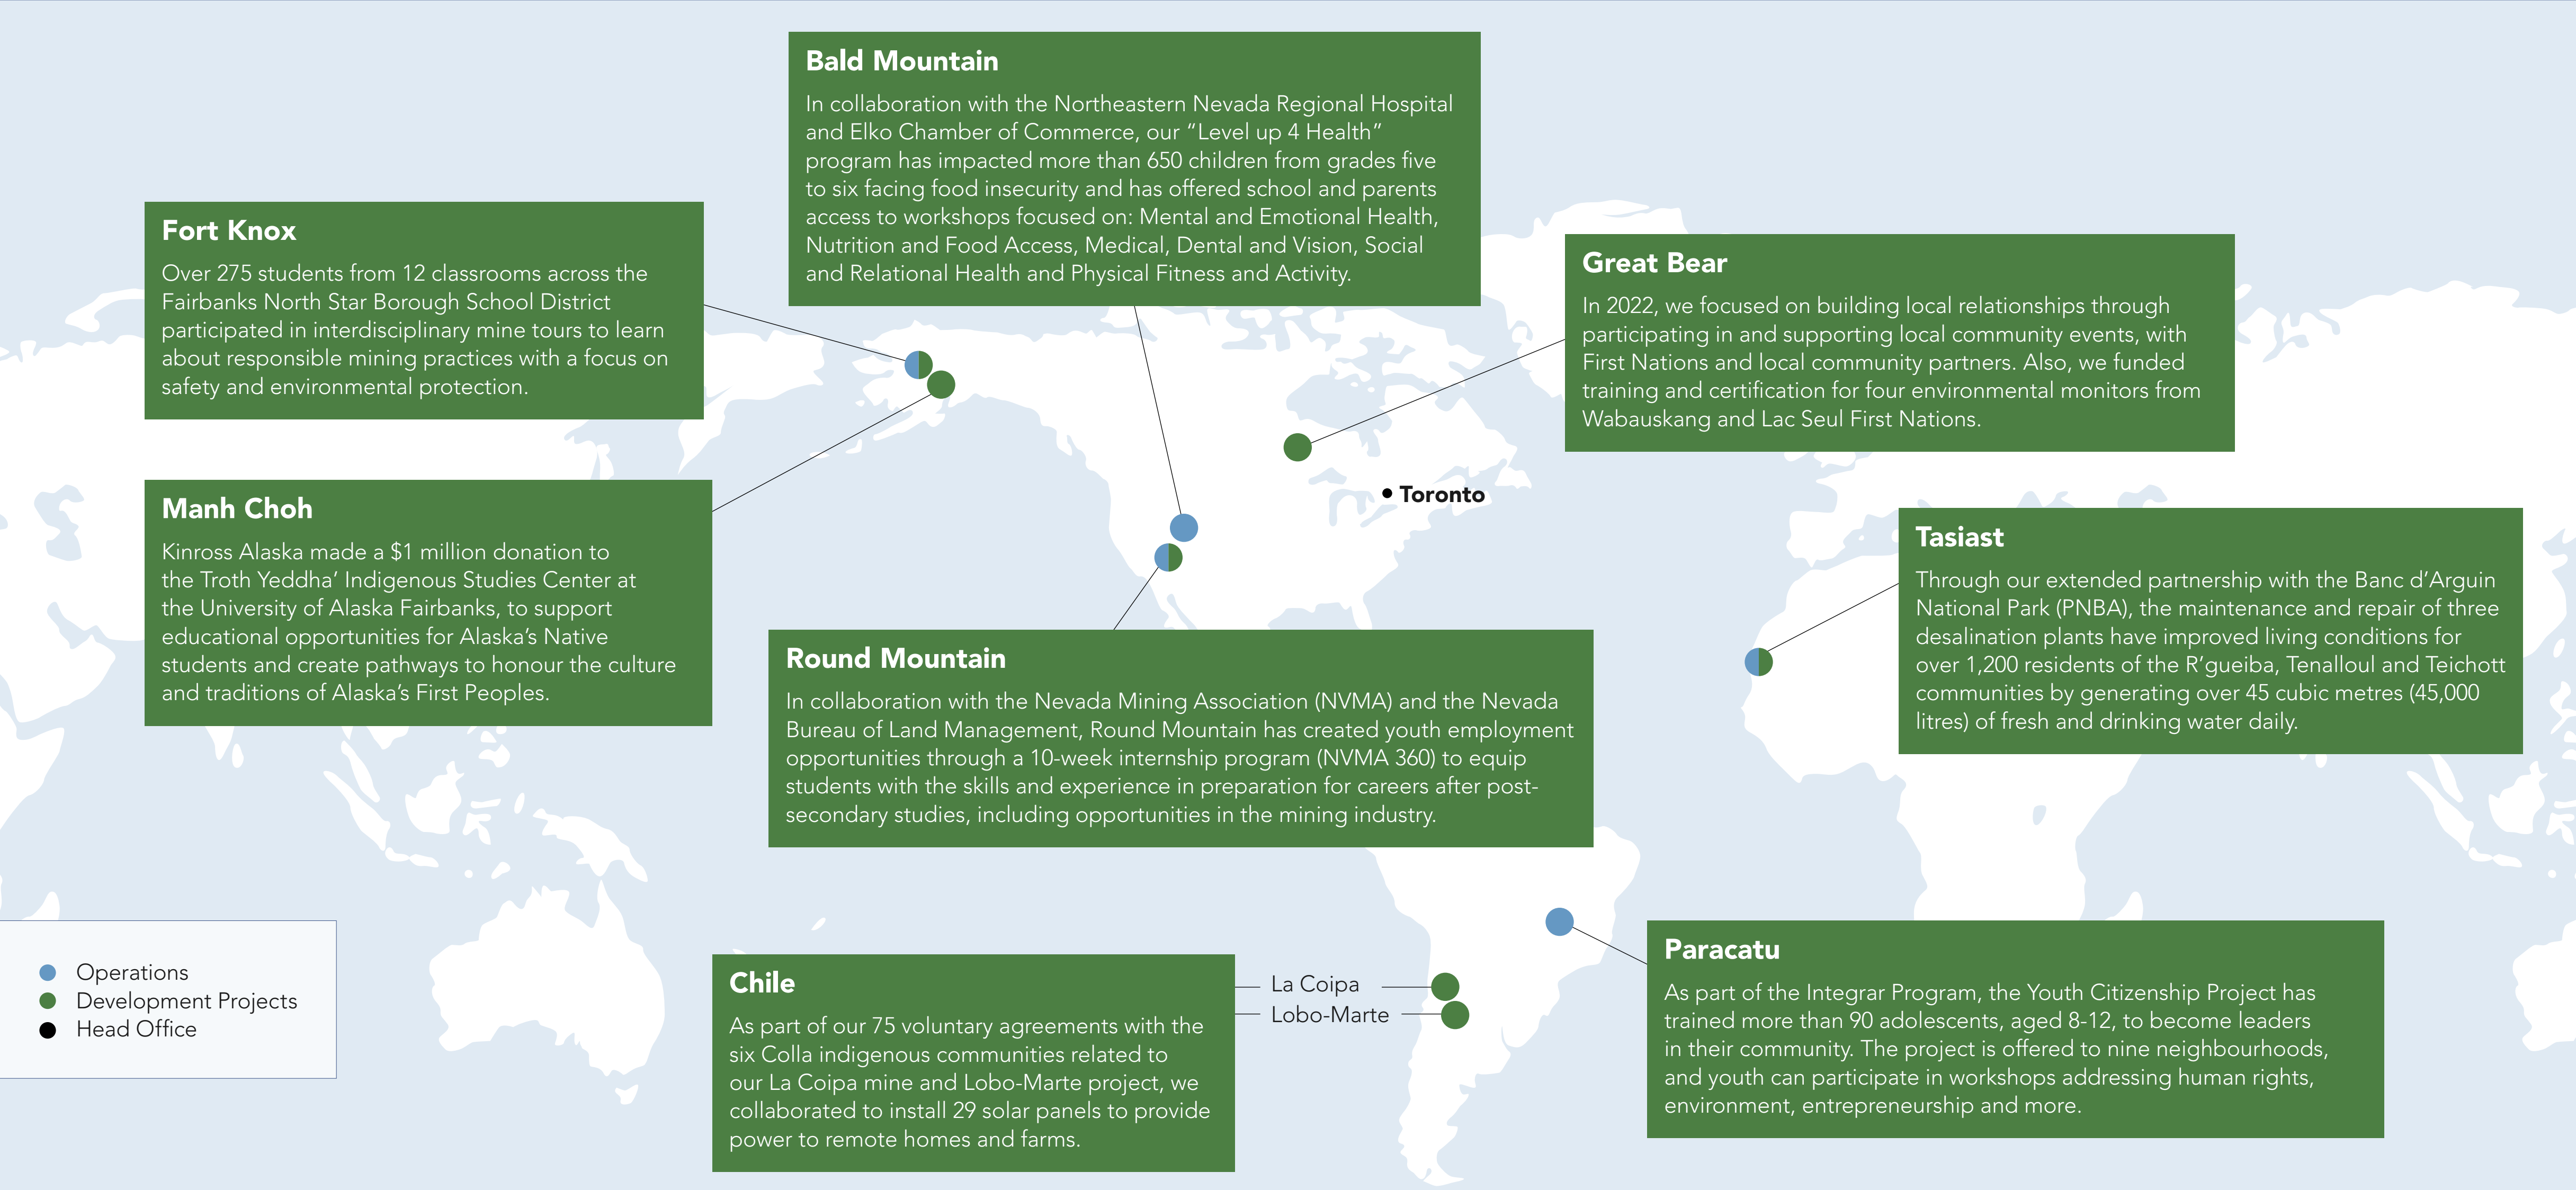 Bald Mountain
In collaboration with the Northeastern Nevada Regional Hospital
and Elko Chamber of Commerce, our “Level up 4 Health”
program has impacted more than 650 children from grades five
to six facing food insecurity and has offered school and parents
access to workshops focused on: Mental and Emotional Health,
Nutrition and Food Access, Medical, Dental and Vision, Social
and Relational Health and Physical Fitness and Activity.
Fort Knox
Over 275 students from 12 classrooms across the
Fairbanks North Star Borough School District
participated in interdisciplinary mine tours to learn
about responsible mining practices with a focus on
safety and environmental protection.
Great Bear
In 2022, we focused on building local relationships through
participating in and supporting local community events, with
First Nations and local community partners. Also, we funded
training and certification for four environmental monitors from
Wabauskang and Lac Seul First Nations.
Toronto
Manh Choh
Kinross Alaska made a $1 million donation to
the Troth Yeddha’ Indigenous Studies Center at
the University of Alaska Fairbanks, to support
educational opportunities for Alaska’s Native
students and create pathways to honour the culture
and traditions of Alaska’s First Peoples.
Tasiast
Through our extended partnership with the Banc d’Arguin
National Park (PNBA), the maintenance and repair of three
desalination plants have improved living conditions for
over 1,200 residents of the R’gueiba, Tenalloul and Teichott
communities by generating over 45 cubic metres (45,000
litres) of fresh and drinking water daily.
Round Mountain
In collaboration with the Nevada Mining Association (NVMA) and the Nevada
Bureau of Land Management, Round Mountain has created youth employment
opportunities through a 10-week internship program (NVMA 360) to equip
students with the skills and experience in preparation for careers after post-
secondary studies, including opportunities in the mining industry.
Operations
Development Projects
Head Office
Chile
As part of our 75 voluntary agreements with the
six Colla indigenous communities related to
our La Coipa mine and Lobo-Marte project, we
collaborated to install 29 solar panels to provide
power to remote homes and farms.
La Coipa
Lobo-Marte
Paracatu
As part of the Integrar Program, the Youth Citizenship Project has
trained more than 90 adolescents, aged 8-12, to become leaders
in their community. The project is offered to nine neighbourhoods,
and youth can participate in workshops addressing human rights,
environment, entrepreneurship and more.